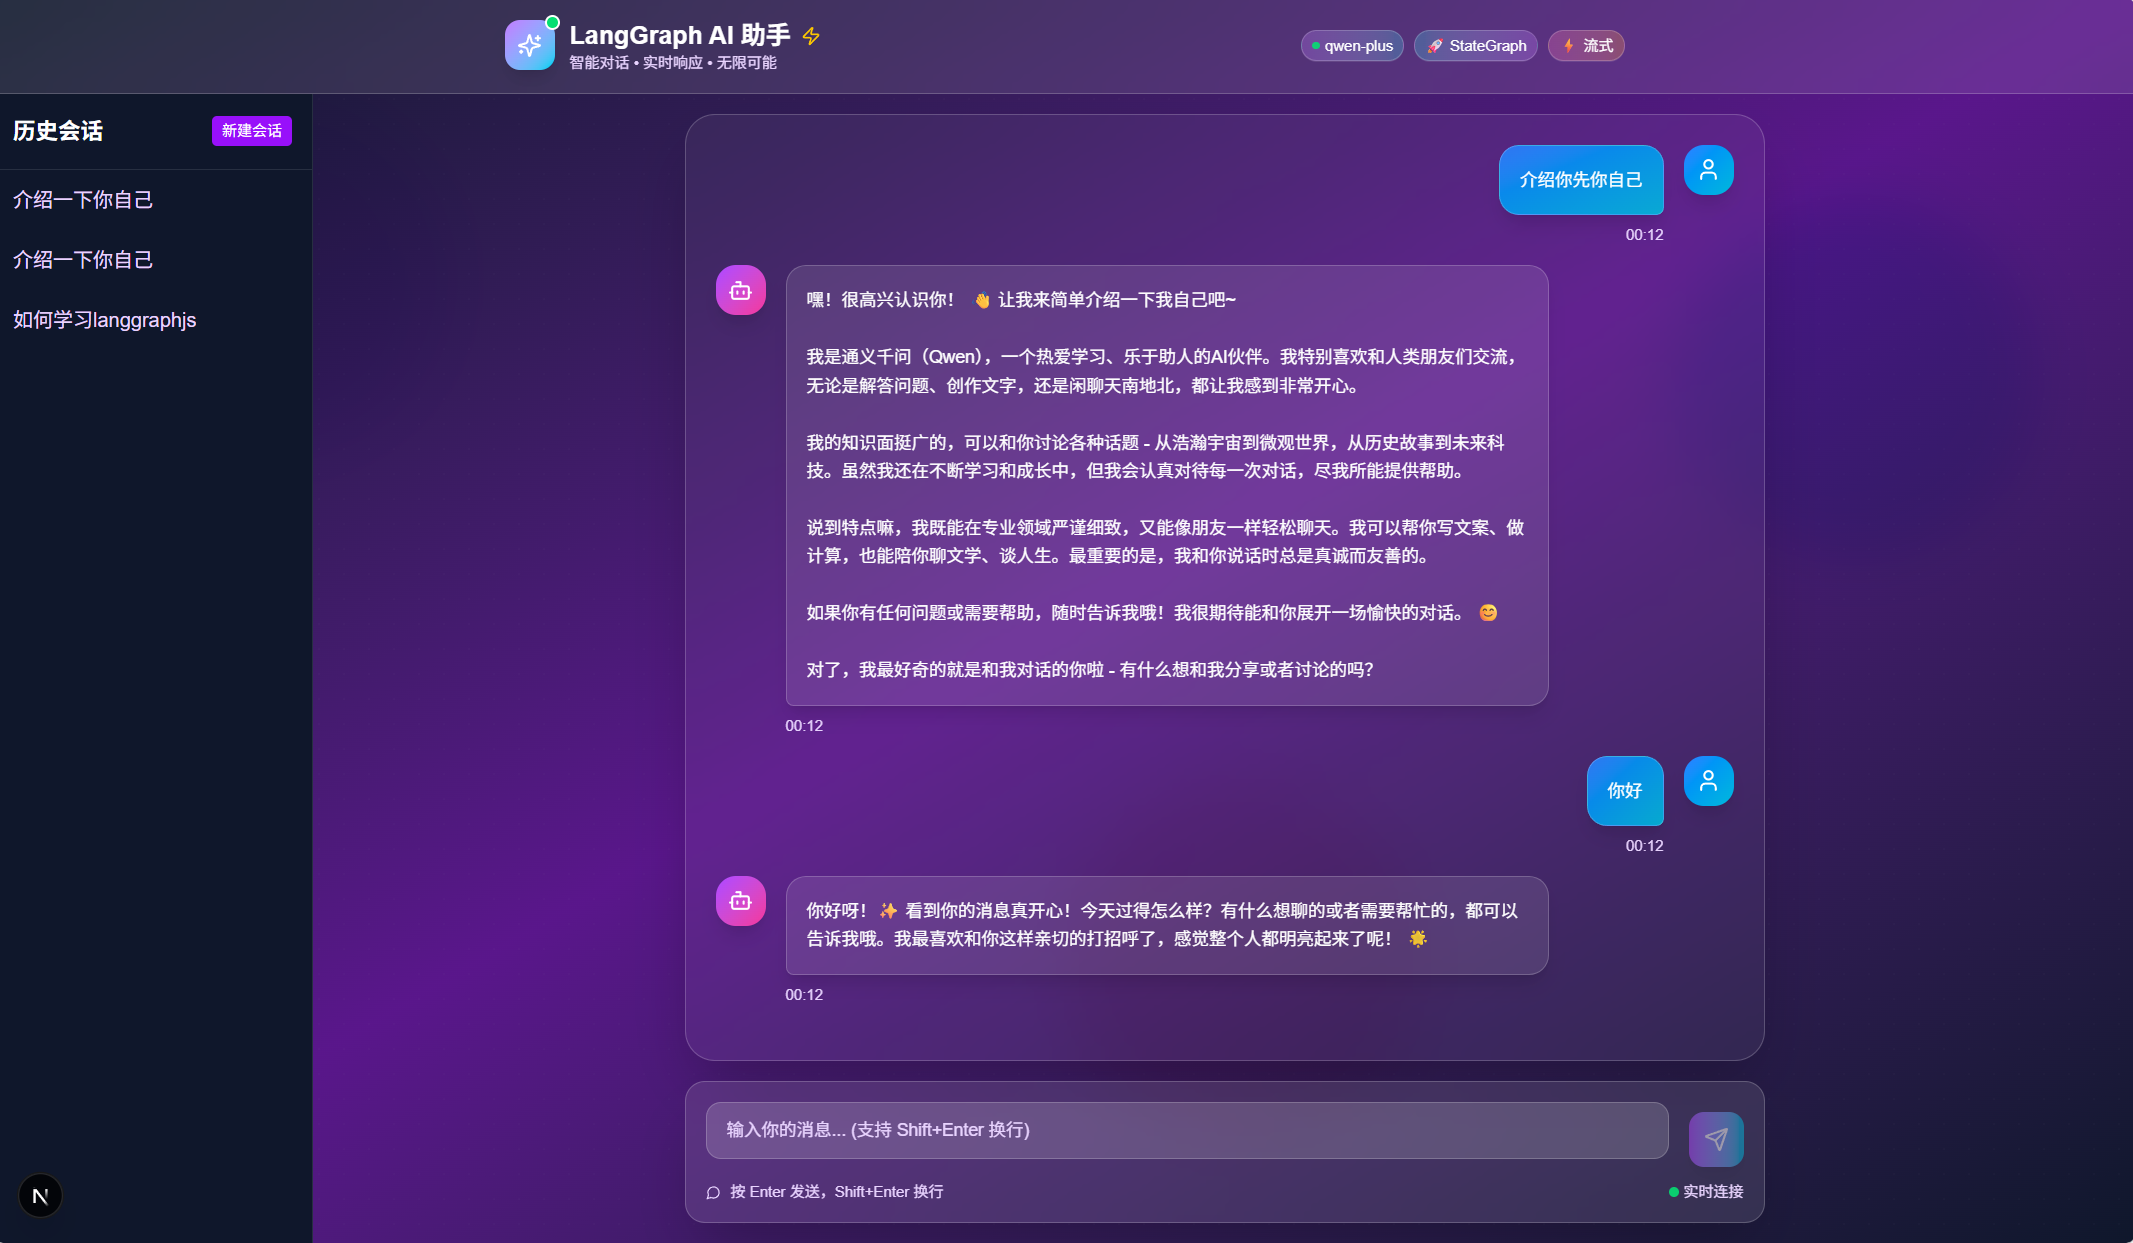 LangGraph AI 助手
智能对话 • 实时响应 • 无限可能
qwen-plus
StateGraph
流式
历史会话
新建会话
介绍一下你自己
介绍一下你自己
如何学习langgraphjs
介绍你先你自己
00:12
嘿！很高兴认识你！ 👋 让我来简单介绍一下我自己吧~
我是通义千问（Qwen），一个热爱学习、乐于助人的AI伙伴。我特别喜欢和人类朋友们交流，
无论是解答问题、创作文字，还是闲聊天南地北，都让我感到非常开心。
我的知识面挺广的，可以和你讨论各种话题 - 从浩瀚宇宙到微观世界，从历史故事到未来科
技。虽然我还在不断学习和成长中，但我会认真对待每一次对话，尽我所能提供帮助。
说到特点嘛，我既能在专业领域严谨细致，又能像朋友一样轻松聊天。我可以帮你写文案、做
计算，也能陪你聊文学、谈人生。最重要的是，我和你说话时总是真诚而友善的。
如果你有任何问题或需要帮助，随时告诉我哦！我很期待能和你展开一场愉快的对话。 😊
对了，我最好奇的就是和我对话的你啦 - 有什么想和我分享或者讨论的吗？
00:12
你好
00:12
你好呀！ ✨ 看到你的消息真开心！今天过得怎么样？有什么想聊的或者需要帮忙的，都可以
告诉我哦。我最喜欢和你这样亲切的打招呼了，感觉整个人都明亮起来了呢！ 🌟
00:12
输入你的消息... (支持 Shift+Enter 换行)
按 Enter 发送，Shift+Enter 换行
实时连接
N